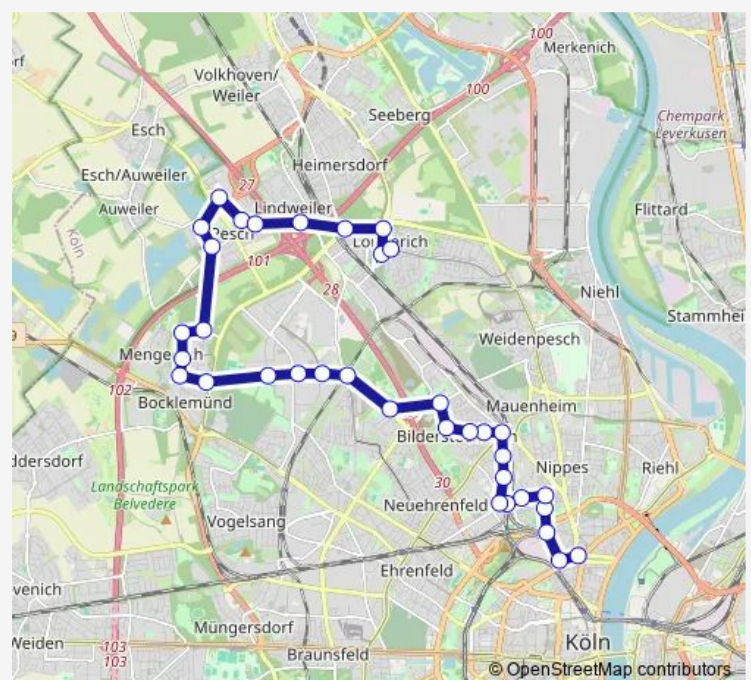 100
Merkenich
Volkhoven/
Weiler
100
Seeberg
Chempark
Leverkusen
Esch
Heimersdorf
Esch/Auweiler
27
Auweiler
Lindweiler
Flittard
Köln
101
28
Niehl
Stammhei
9
Weidenpesch
102
Bocklemünd
Mauenheim
ddersdorf
Nippes
Riehl
30
Landschaftspark
Belvedere
Neuehrenfeld
Vogelsang
Ehrenfeld
venich
Müngersdorf
Weiden
103
103
Braunsfeld
Köln
© OpenStreetMap contributors